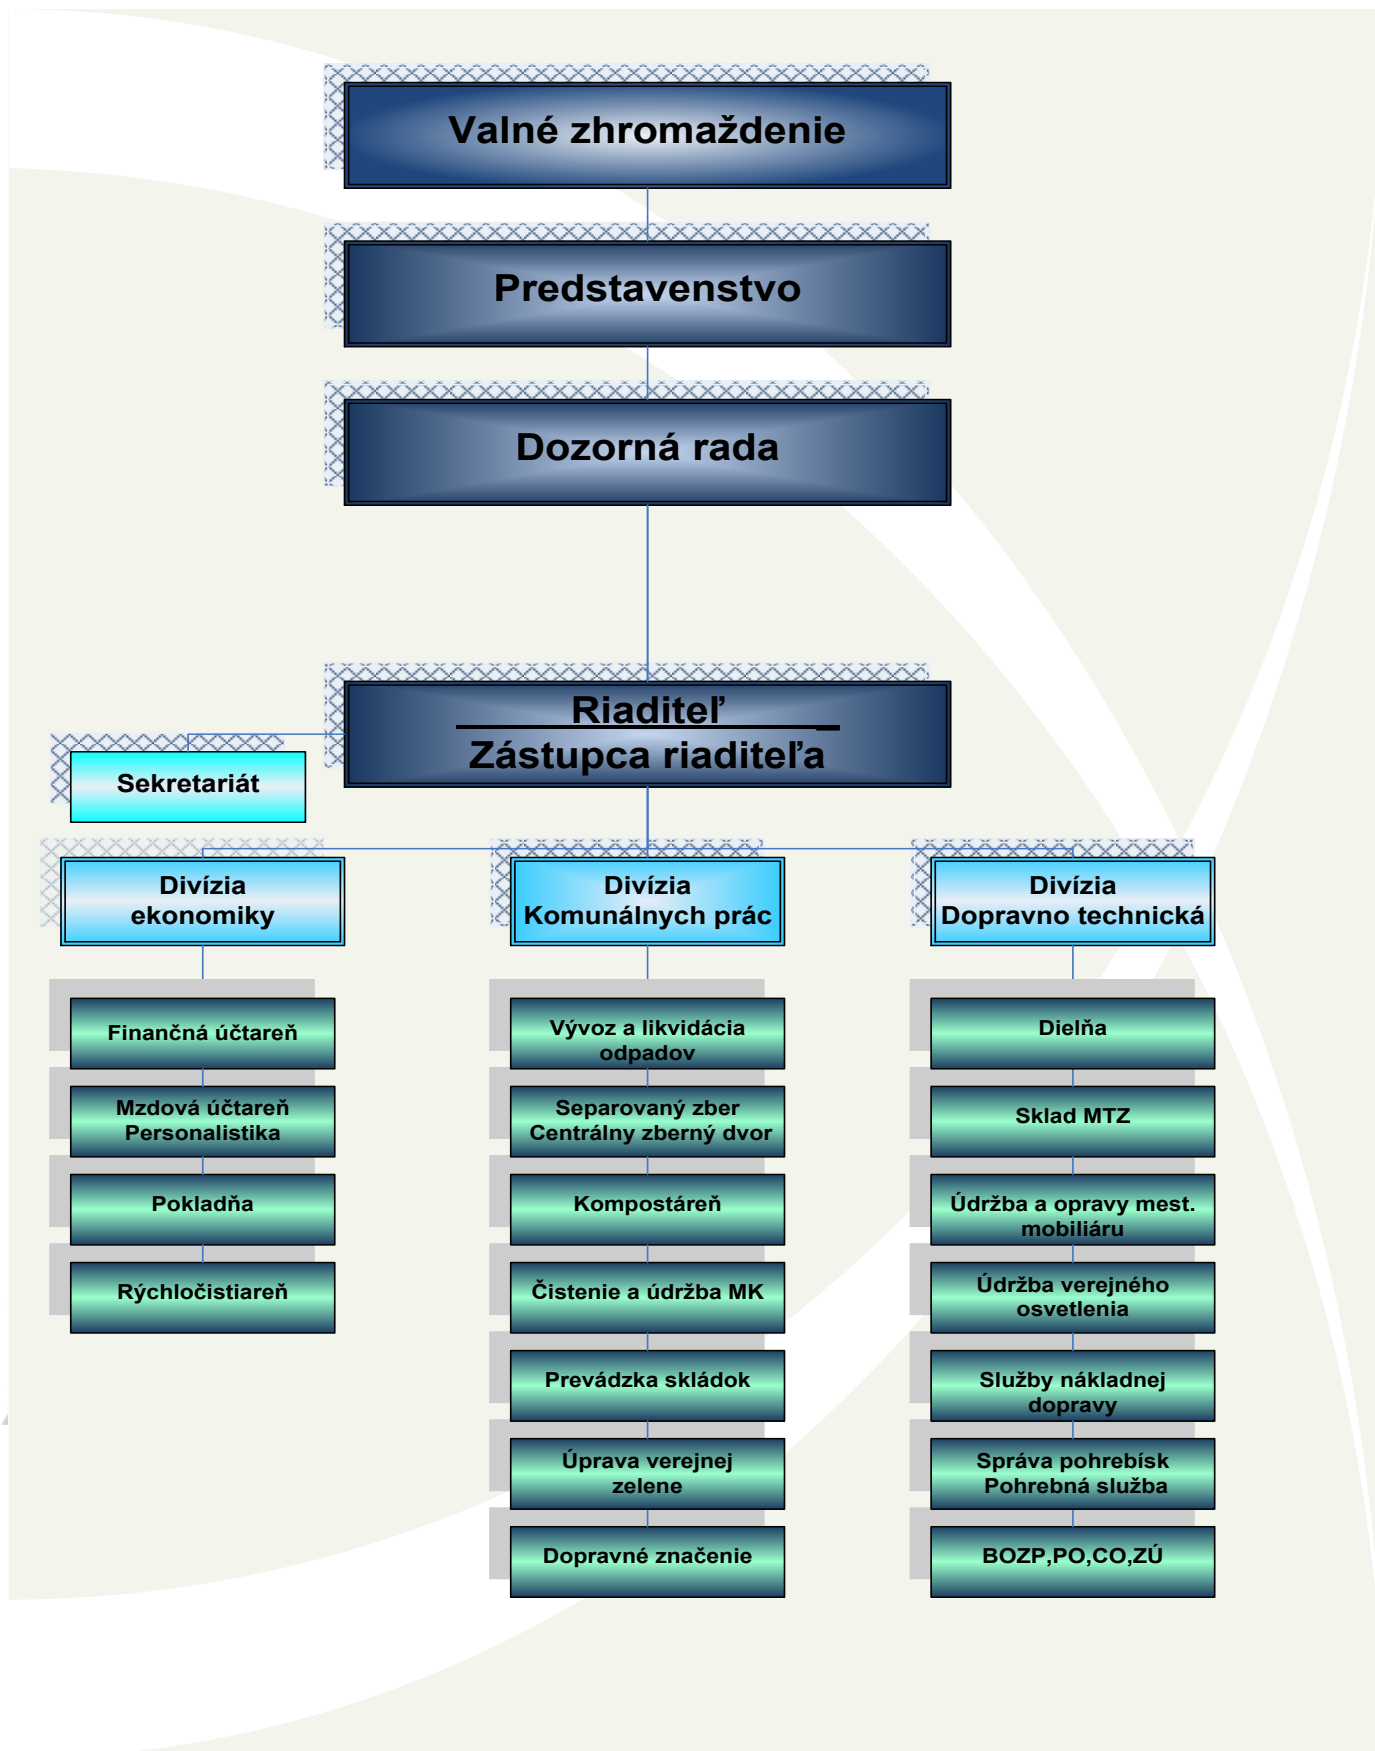 Valné zhromaždenie
Predstavenstvo
Dozorná rada
Riaditeľ
Zástupca riaditeľa
Sekretariát
Divízia
ekonomiky
Finančná účtareň
Mzdová účtareň
Personalistika
Pokladňa
Rýchločistiareň
Divízia
Komunálnych prác
Vývoz a likvidácia
odpadov
Separovaný zber
Centrálny zberný dvor
Kompostáreň
Čistenie a údržba MK
Prevádzka skládok
Úprava verejnej
zelene
Dopravné značenie
Divízia
Dopravno technická
Dielňa
Sklad MTZ
Údržba a opravy mest.
mobiliáru
Údržba verejného
osvetlenia
Služby nákladnej
dopravy
Správa pohrebísk
Pohrebná služba
BOZP,PO,CO,ZÚ